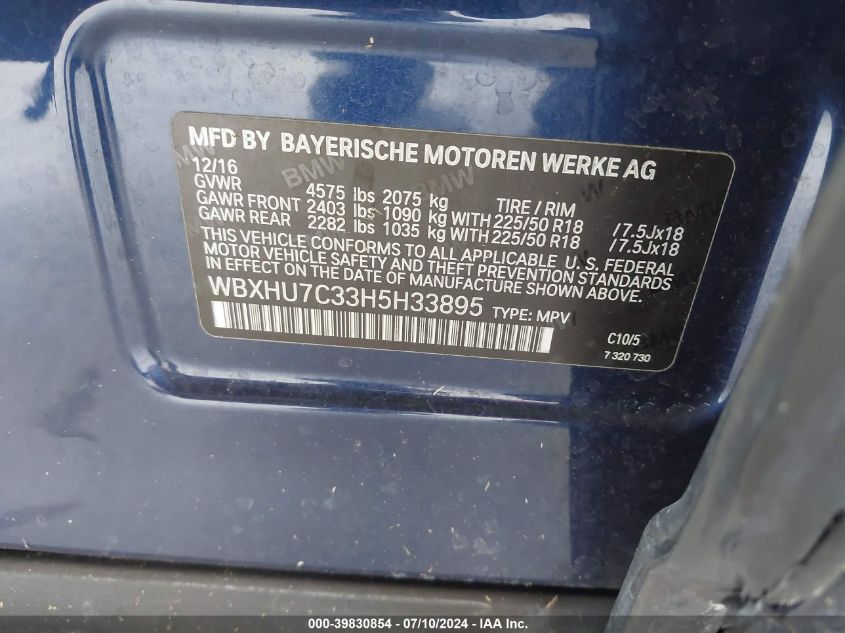 MFD BY BAYERISCHE MOTOREN WERKE AG
12/16
GVWR 4575 lbs 2075 kg TIRE / RIM
GAWR FRONT 2403 lbs 1090 kg WITH 225/50 R18 /7.5Jx18
GAWR REAR 2282 lbs 1035 kg WITH 225/50 R18 /7.5Jx18
THIS VEHICLE CONFORMS TO ALL APPLICABLE U.S. FEDERAL
MOTOR VEHICLE SAFETY AND THEFT PREVENTION STANDARDS
IN EFFECT ON THE DATE OF MANUFACTURE SHOWN ABOVE.
WBXHU7C33H5H33895 TYPE: MPV
C10/5
7 320 730
000-39830854 / 07/10/2024 - IAA Inc.